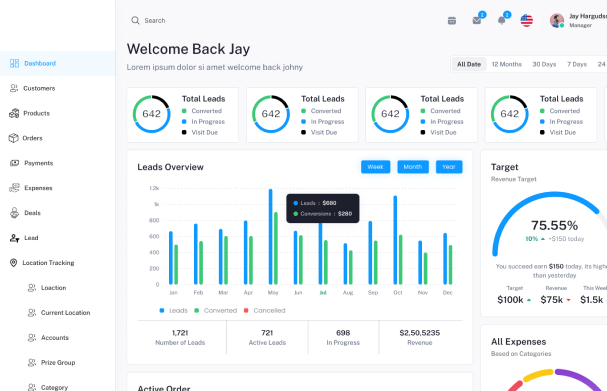 Search
2
2
Jay Hargudson
Manager
Dashboard
Customers
Products
Orders
Payments
Expenses
Deals
Lead
Location Tracking
Loaction
Current Location
Accounts
Prize Group
Category
Welcome Back Jay
Lorem ipsum dolor si amet welcome back johny
All Date 12 Months 30 Days 7 Days 24
642
Total Leads
Converted
In Progress
Visit Due
642
Total Leads
Converted
In Progress
Visit Due
642
Total Leads
Converted
In Progress
Visit Due
642
Total Leads
Converted
In Progress
Visit Due
Leads Overview
Week Month Year
1.2k
1k
800
600
400
200
0
Leads : $680
Conversions : $280
Jan Feb Mar Apr May Jun Jul Aug Sep Oct Nov Dec
Leads Converted Cancelled
1,721 721 698 $2,50,5235
Number of Leads Active Leads In Progress Revenue
Active Order
Target
Revenue Target
75.55%
10% +$150 today
You succeed earn $150 today, its highe
than yesterday
Target Revenue This Week
$100k $75k $1.5k
All Expenses
Based on Categories